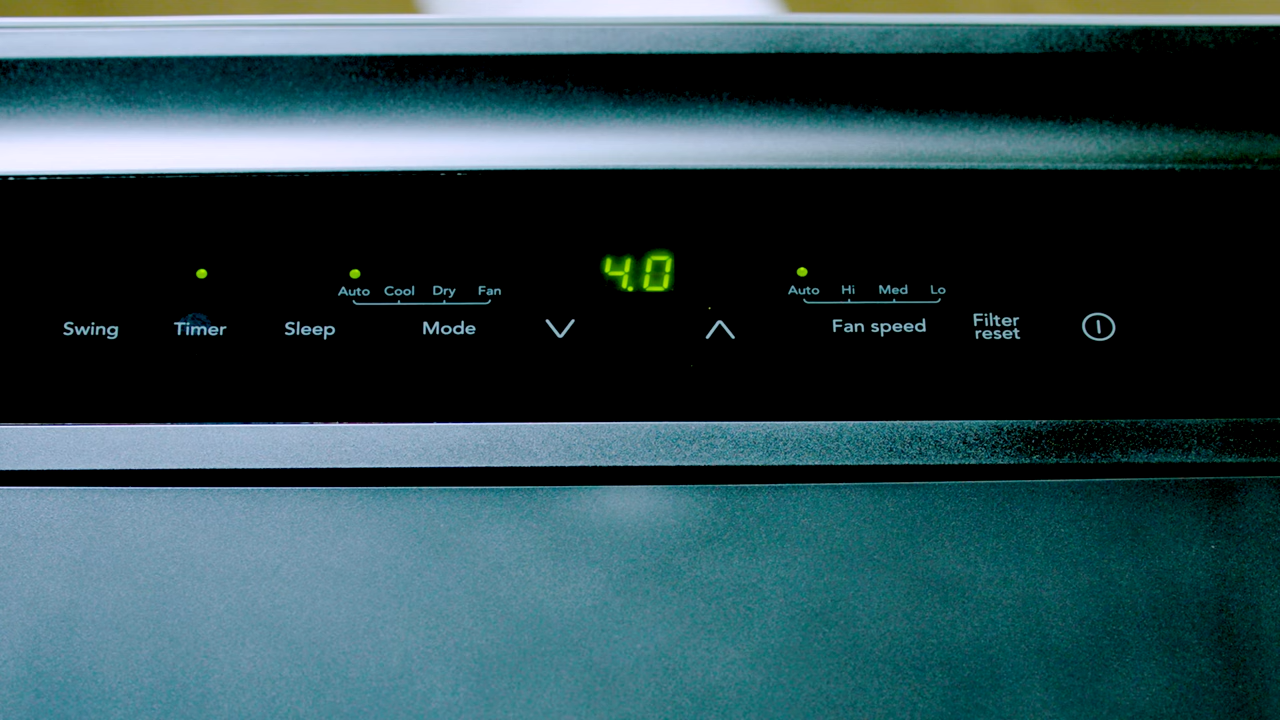 4.0
Auto Cool Dry Fan
Auto Hi Med Lo
Swing Timer Sleep Mode Fan speed Filter reset